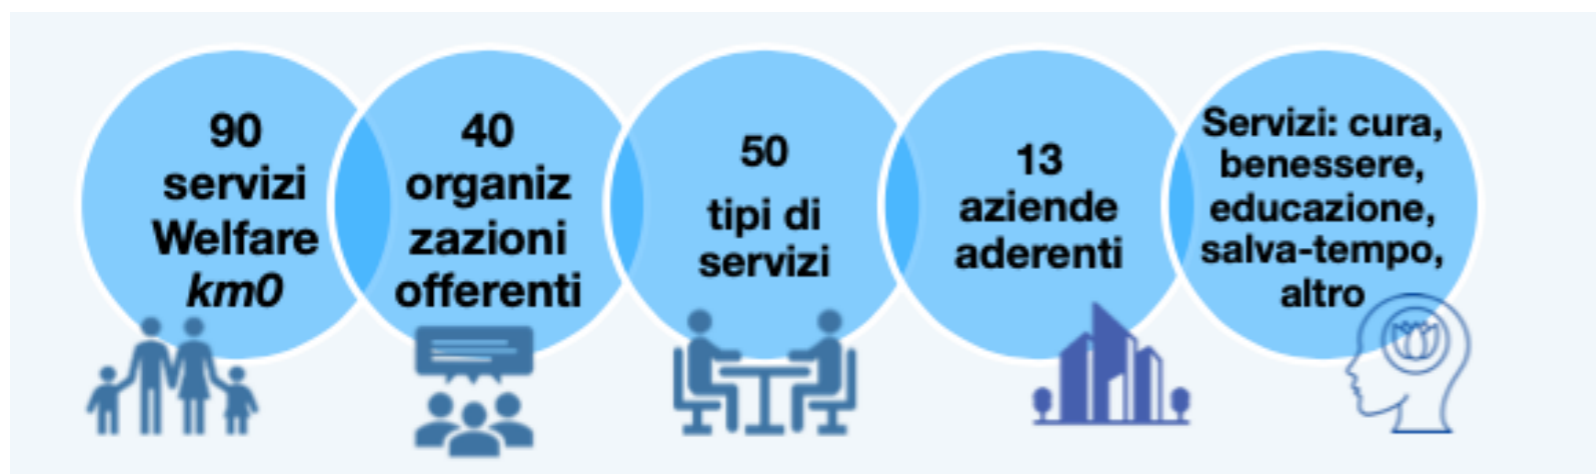 90
servizi
Welfare
km0
40
organiz
zazioni
offerenti
50
tipi di
servizi
13
aziende
aderenti
Servizi: cura,
benessere,
educazione,
salva-tempo,
altro